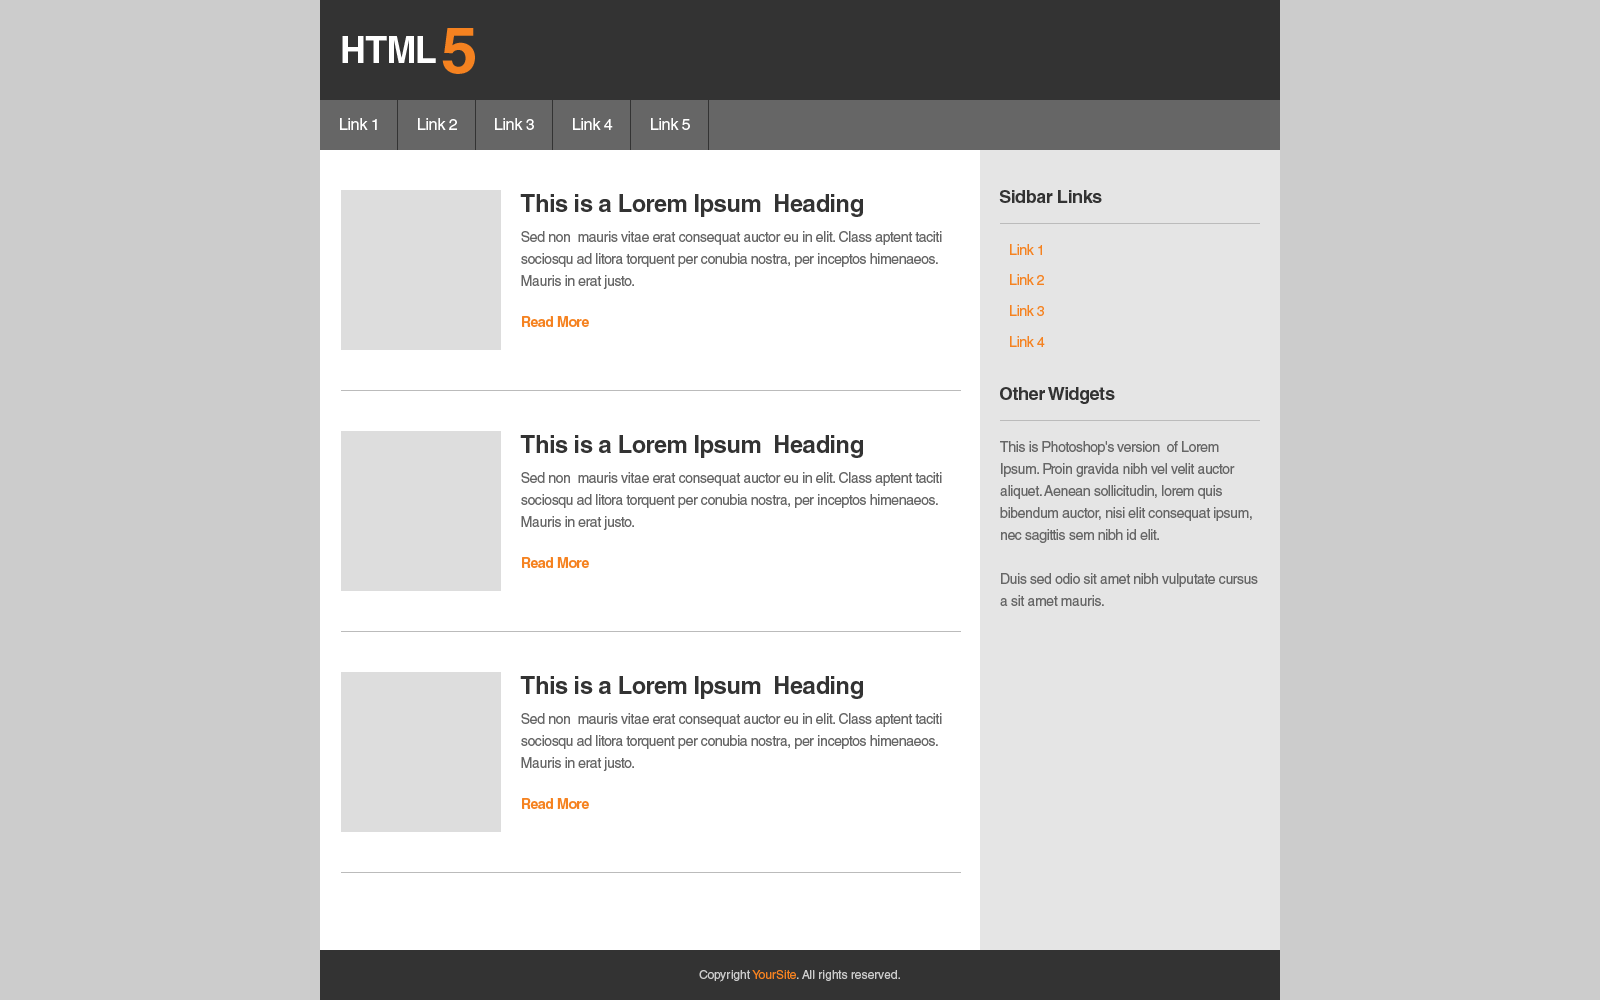 HTML 5
Link 1 Link 2 Link 3 Link 4 Link 5
This is a Lorem Ipsum  Heading
Sed non  mauris vitae erat consequat auctor eu in elit. Class aptent taciti
sociosqu ad litora torquent per conubia nostra, per inceptos himenaeos.
Mauris in erat justo.
Read More
This is a Lorem Ipsum  Heading
Sed non  mauris vitae erat consequat auctor eu in elit. Class aptent taciti
sociosqu ad litora torquent per conubia nostra, per inceptos himenaeos.
Mauris in erat justo.
Read More
This is a Lorem Ipsum  Heading
Sed non  mauris vitae erat consequat auctor eu in elit. Class aptent taciti
sociosqu ad litora torquent per conubia nostra, per inceptos himenaeos.
Mauris in erat justo.
Read More
Sidbar Links
Link 1
Link 2
Link 3
Link 4
Other Widgets
This is Photoshop's version  of Lorem
Ipsum. Proin gravida nibh vel velit auctor
aliquet. Aenean sollicitudin, lorem quis
bibendum auctor, nisi elit consequat ipsum,
nec sagittis sem nibh id elit.
Duis sed odio sit amet nibh vulputate cursus
a sit amet mauris.
Copyright YourSite. All rights reserved.